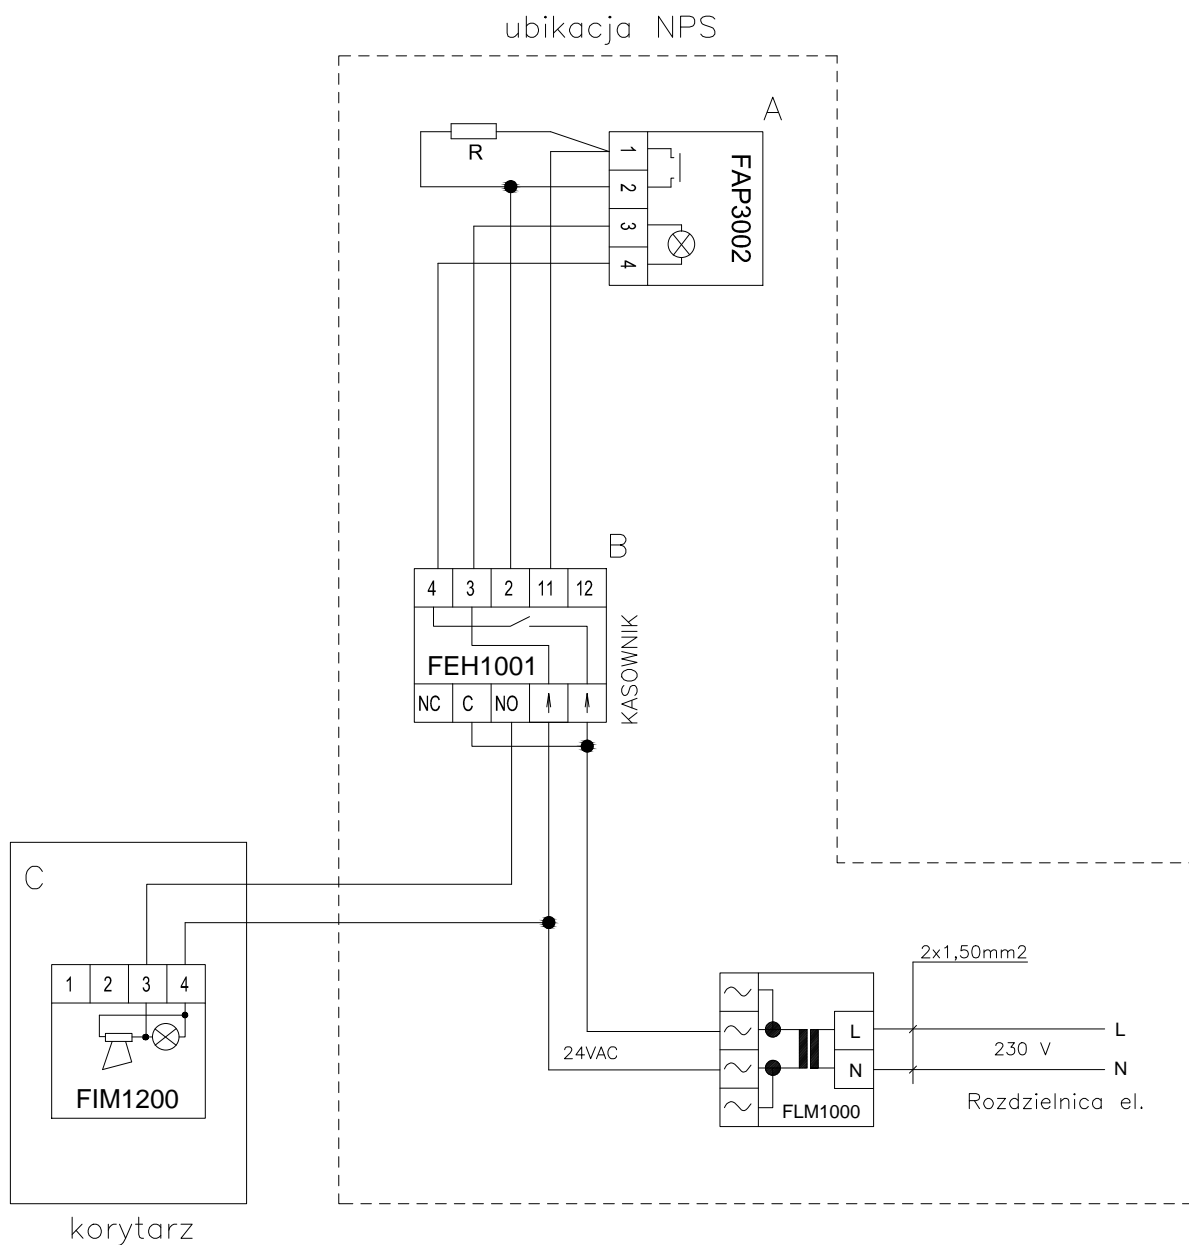 ubikacja NPS
A
R
1
2
3
4
FAP3002
B
4 3 2 11 12
FEH1001
NC C NO
KASOWNIK
C
1 2 3 4
FIM1200
korytarz
24VAC
L
N
FLM1000
2x1,50mm2
L
230 V
N
Rozdzielnica el.